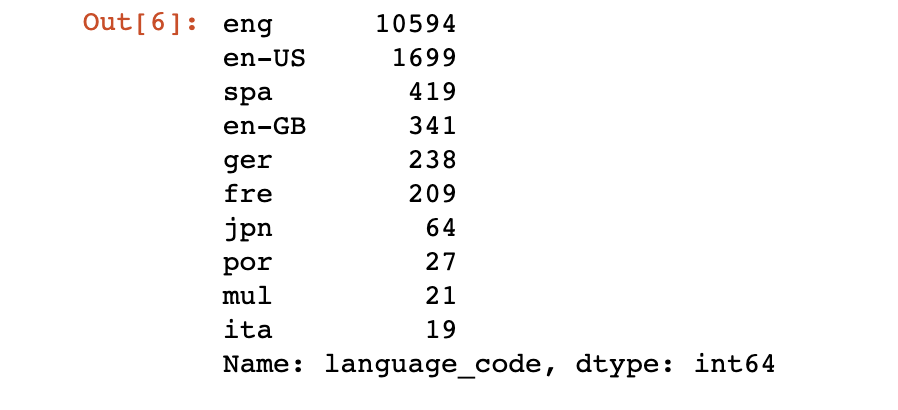 Out[6]: eng 10594
en-US 1699
spa 419
en-GB 341
ger 238
fre 209
jpn 64
por 27
mul 21
ita 19
Name: language_code, dtype: int64